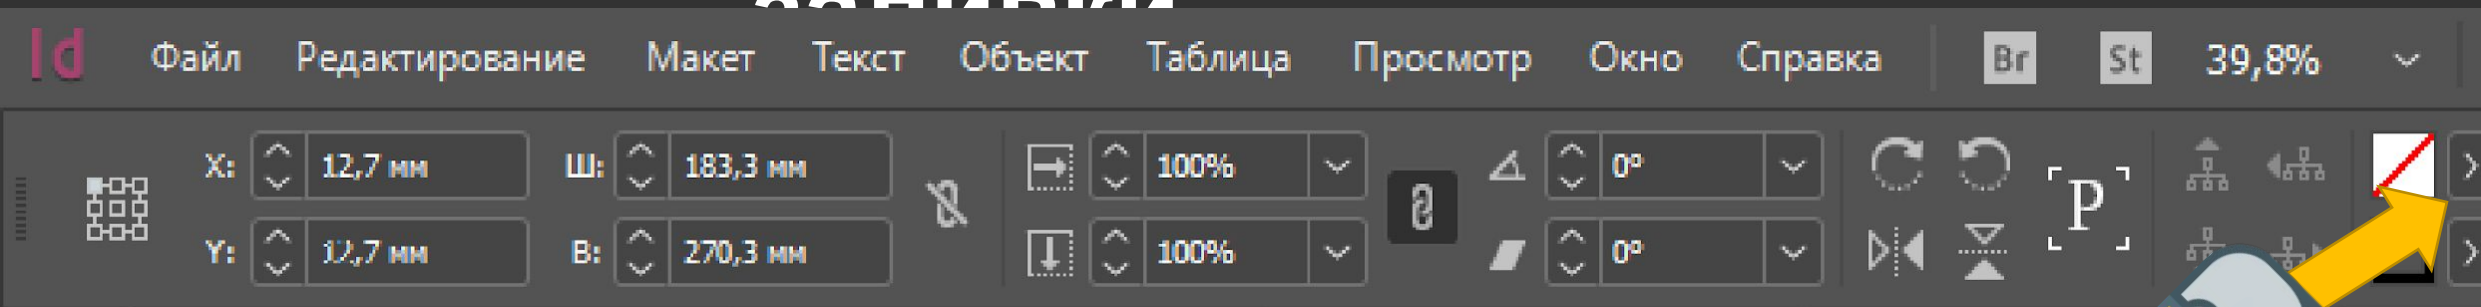 заливки
Id Файл Редактирование Макет Текст Объект Таблица Просмотр Окно Справка Br St 39,8%
X: 12,7 мм Ш: 183,3 мм 100% 0°
Y: 12,7 мм В: 270,3 мм 100% 0°
P